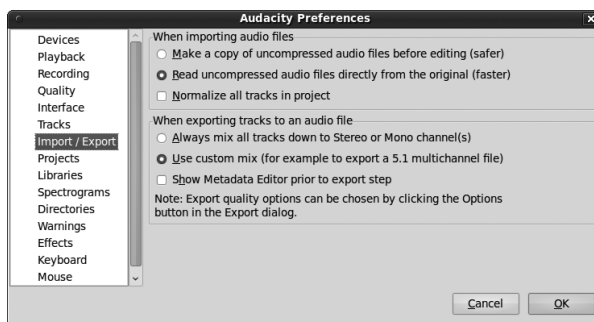 Audacity Preferences
Devices
Playback
Recording
Quality
Interface
Tracks
Import / Export
Projects
Libraries
Spectrograms
Directories
Warnings
Effects
Keyboard
Mouse
When importing audio files
Make a copy of uncompressed audio files before editing (safer)
Read uncompressed audio files directly from the original (faster)
Normalize all tracks in project
When exporting tracks to an audio file
Always mix all tracks down to Stereo or Mono channel(s)
Use custom mix (for example to export a 5.1 multichannel file)
Show Metadata Editor prior to export step
Note: Export quality options can be chosen by clicking the Options
button in the Export dialog.
Cancel
OK